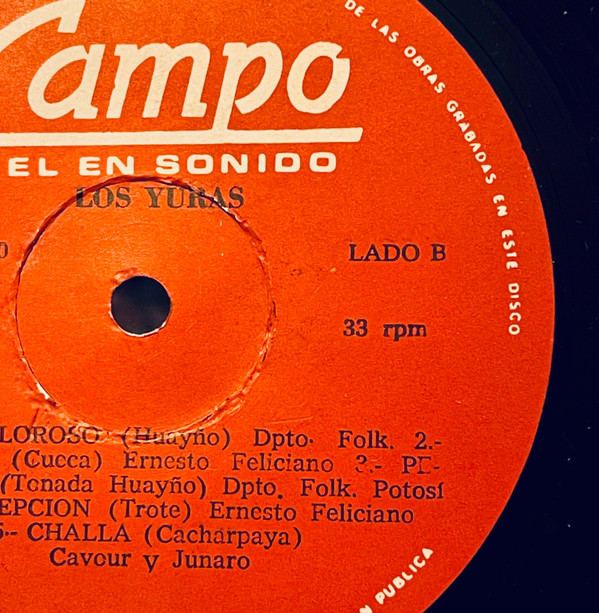 Campo
EL EN SONIDO
LOS YURAS
0
LADO B
33 rpm
LOROSO (Huayño) Dpto. Folk. 2.-
(Cueca) Ernesto Feliciano 3.- PE-
(Tonada Huayño) Dpto. Folk. Potosí
EPCION (Trote) Ernesto Feliciano
5.- CHALLA (Cacharpaya)
Cavour y Junaro
DE LAS OBRAS GRABADAS EN ESTE DISCO
N PUBLICA